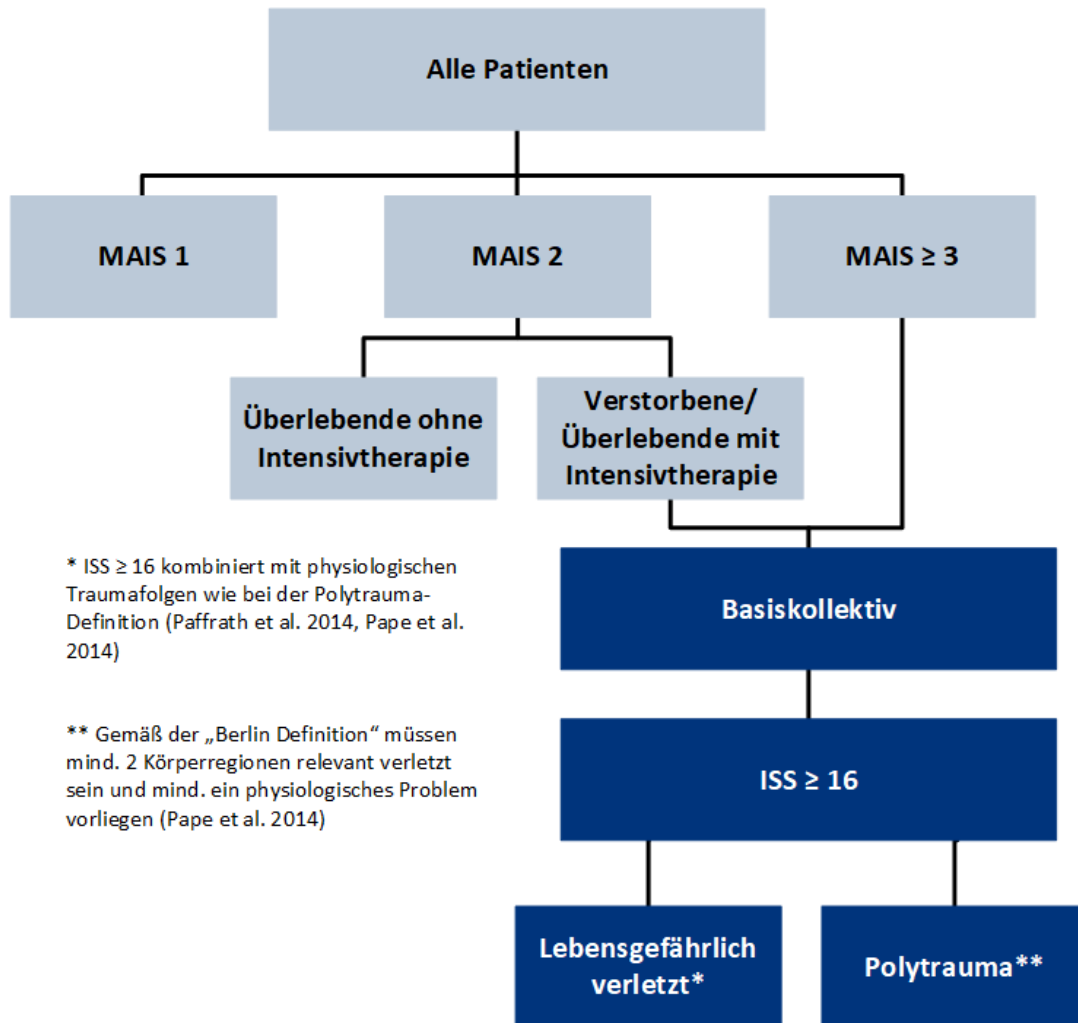 Alle Patienten
MAIS 1
MAIS 2
MAIS ≥ 3
Überlebende ohne
Intensivtherapie
Verstorbene/
Überlebende mit
Intensivtherapie
* ISS ≥ 16 kombiniert mit physiologischen
Traumafolgen wie bei der Polytrauma-
Definition (Paffrath et al. 2014, Pape et al.
2014)
Basiskollektiv
** Gemäß der „Berlin Definition“ müssen
mind. 2 Körperregionen relevant verletzt
sein und mind. ein physiologisches Problem
vorliegen (Pape et al. 2014)
ISS ≥ 16
Lebensgefährlich
verletzt*
Polytrauma**